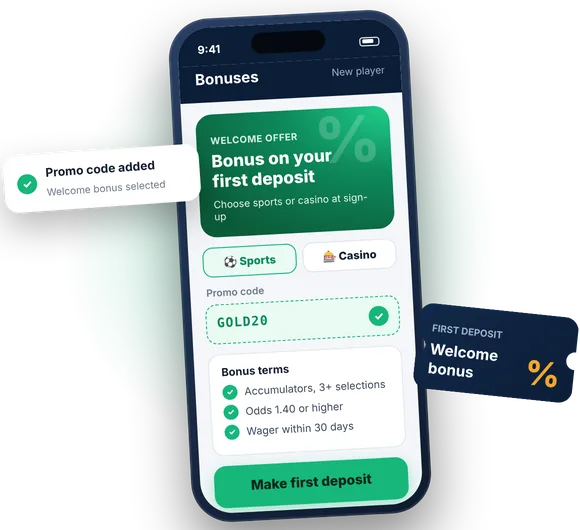 9:41
Bonuses
New player
%
WELCOME OFFER
Bonus on your
first deposit
Choose sports or casino at sign-
up
Promo code added
Welcome bonus selected
Sports
Casino
Promo code
GOLD20
FIRST DEPOSIT
Welcome
bonus
%
Bonus terms
Accumulators, 3+ selections
Odds 1.40 or higher
Wager within 30 days
Make first deposit